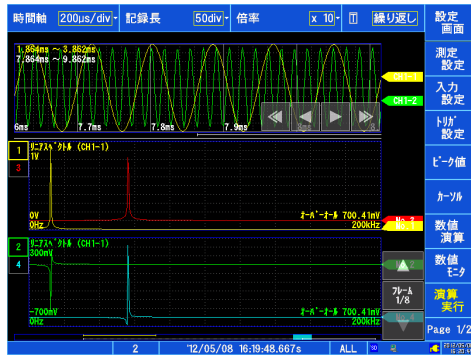 時間軸 200µs/div 記録長 50div 倍率 x 10 繰り返し
設定画面
測定設定
入力設定
ﾄﾘｶﾞ設定
ﾋﾟｰｸ値
ｶｰｿﾙ
数値演算
数値ﾓﾆﾀ
演算実行
Page 1/2
1.864ms ～ 3.862ms
7.864ms ～ 9.862ms
CH1-1
CH1-2
6ms 7.7ms 7.8ms 7.9ms
1 ﾘﾆｱｽﾍﾟｸﾄﾙ (CH1-1)
1V
3
0V ｵｰﾊﾞｰｵｰﾙ 700.41mV
0Hz 200kHz
2 ﾘﾆｱｽﾍﾟｸﾄﾙ (CH1-1)
300mV
4
ﾌﾚｰﾑ
1/8
-700mV ｵｰﾊﾞｰｵｰﾙ 700.41mV
0Hz 200kHz
2 '12/05/08 16:19:48.667s ALL